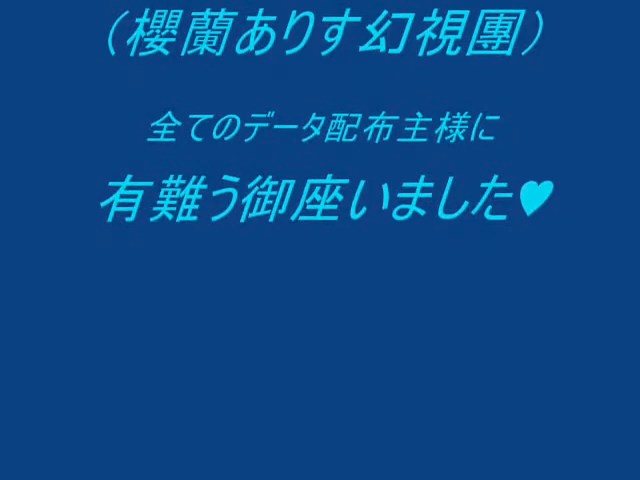 （櫻蘭ありす幻視團）
全てのデータ配布主様に
有難う御座いました♥